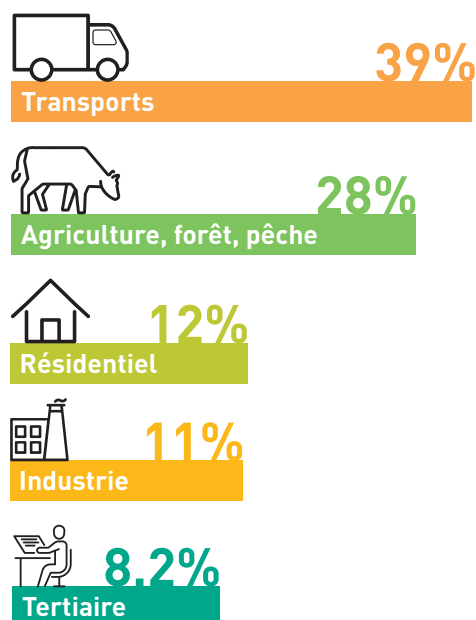 39%
Transports
28%
Agriculture, forêt, pêche
12%
Résidentiel
11%
Industrie
8.2%
Tertiaire